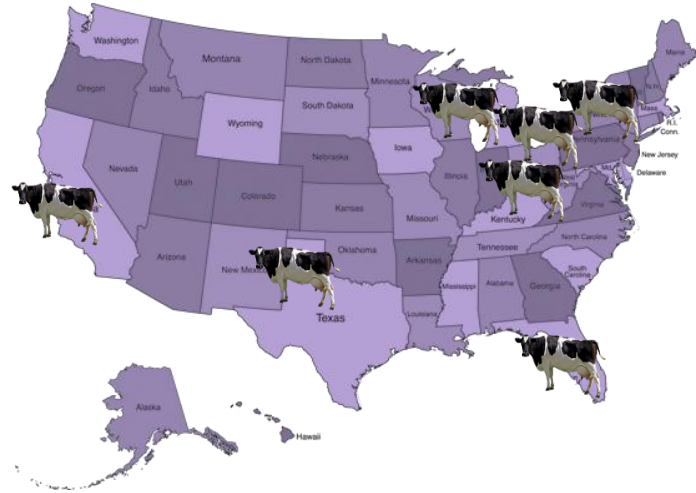 Washington
Montana
North Dakota
Minnesota
Maine
Oregon
Idaho
South Dakota
Wyoming
N.H.
Mass.
R.I.
Conn.
Iowa
Nebraska
Nevada
Utah
Colorado
Illinois
New Jersey
Md.
Delaware
Kansas
Missouri
Kentucky
Virginia
Arizona
New Mexico
Oklahoma
Arkansas
Tennessee
North Carolina
South
Carolina
Texas
Louisiana
Mississippi
Alabama
Georgia
Alaska
Hawaii